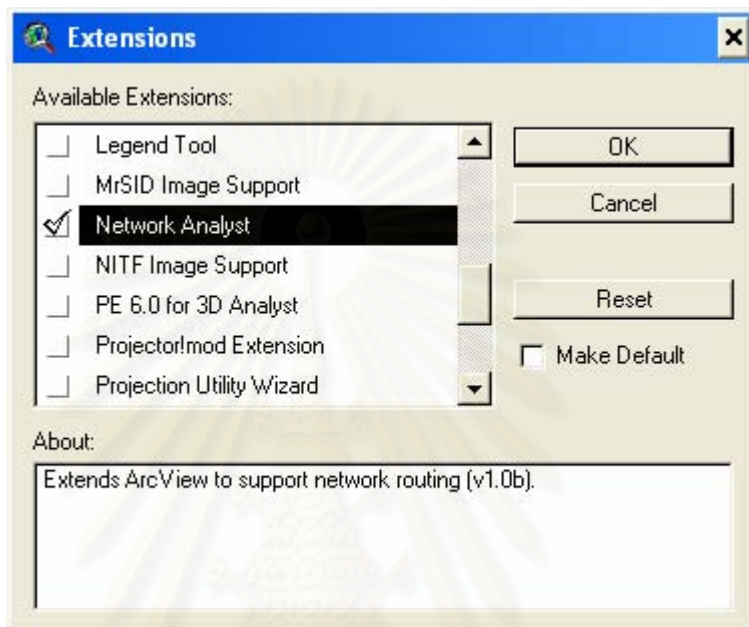 Extensions
Available Extensions:
Legend Tool
MrSID Image Support
Network Analyst
NITF Image Support
PE 6.0 for 3D Analyst
Projector!mod Extension
Projection Utility Wizard
OK
Cancel
Reset
Make Default
About:
Extends ArcView to support network routing (v1.0b).